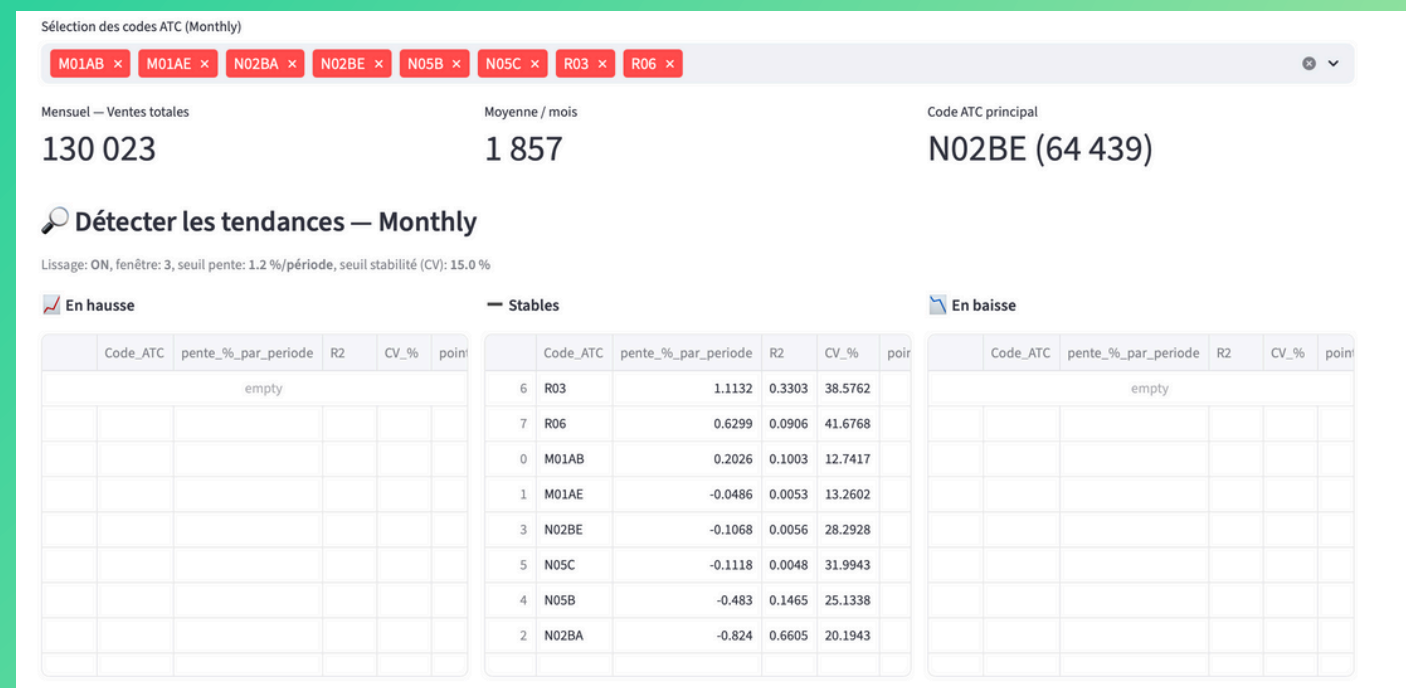 Sélection des codes ATC (Monthly)
M01AB × M01AE × N02BA × N02BE × N05B × N05C × R03 × R06 ×
Mensuel — Ventes totales
130 023
Moyenne / mois
1 857
Code ATC principal
N02BE (64 439)
🔎 Détecter les tendances — Monthly
Lissage: ON, fenêtre: 3, seuil pente: 1.2 %/période, seuil stabilité (CV): 15.0 %
📈 En hausse
Code_ATC pente_%_par_periode R2 CV_%
empty
➖ Stables
Code_ATC pente_%_par_periode R2 CV_%
6 R03 1.1132 0.3303 38.5762
7 R06 0.6299 0.0906 41.6768
0 M01AB 0.2026 0.1003 12.7417
1 M01AE -0.0486 0.0053 13.2602
3 N02BE -0.1068 0.0056 28.2928
5 N05C -0.1118 0.0048 31.9943
4 N05B -0.483 0.1465 25.1338
2 N02BA -0.824 0.6605 20.1943
📉 En baisse
Code_ATC pente_%_par_periode R2 CV_%
empty